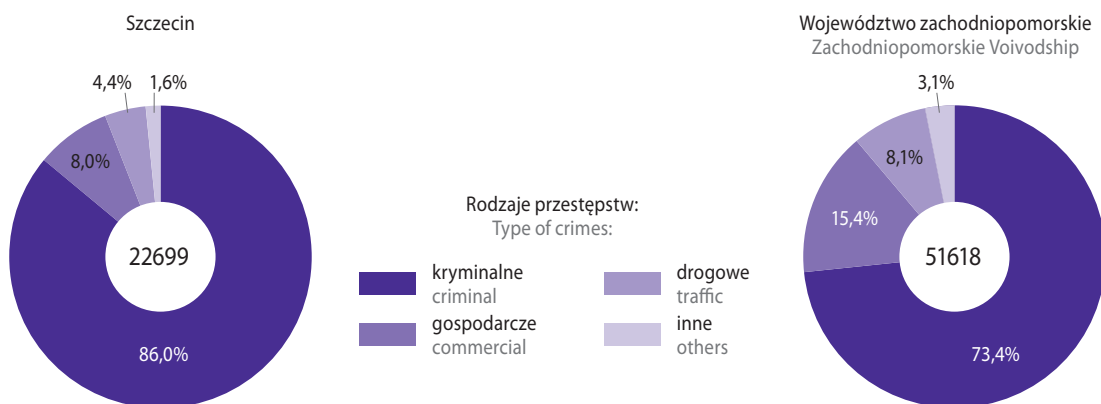 Szczecin
4,4%
1,6%
8,0%
22699
86,0%
Rodzaje przestępstw:
Type of crimes:
kryminalne
criminal
gospodarcze
commercial
drogowe
traffic
inne
others
Województwo zachodniopomorskie
Zachodniopomorskie Voivodship
3,1%
8,1%
15,4%
51618
73,4%